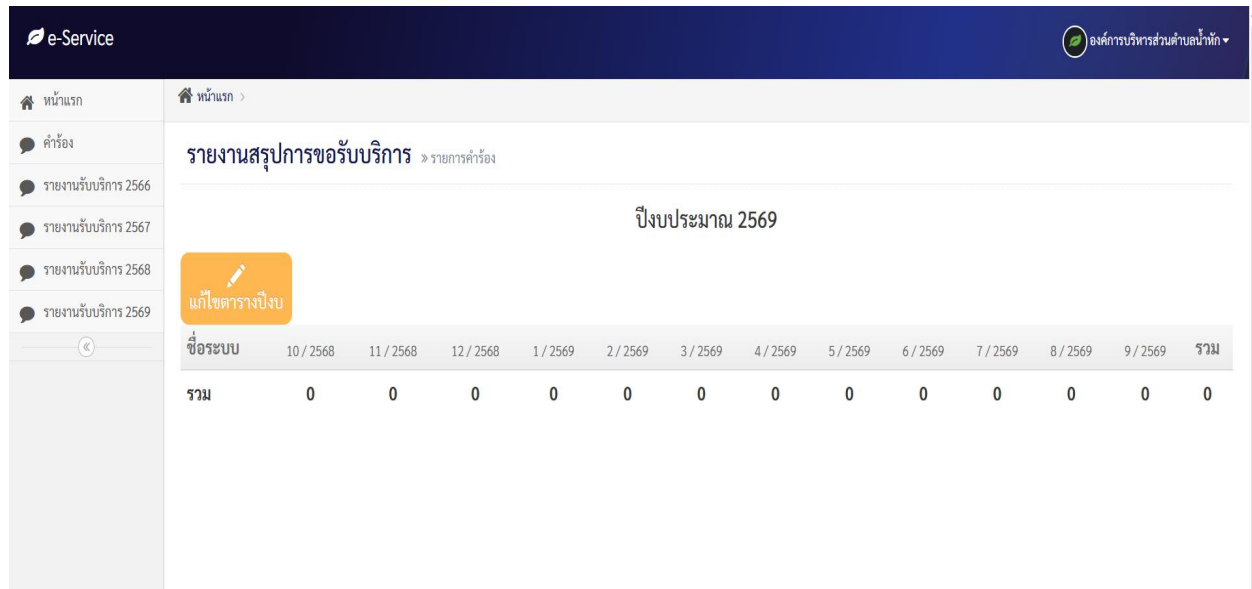 e-Service
องค์การบริหารส่วนตำบลน้ำหัก
หน้าแรก
คำร้อง
รายงานรับบริการ 2566
รายงานรับบริการ 2567
รายงานรับบริการ 2568
รายงานรับบริการ 2569
หน้าแรก >
รายงานสรุปการขอรับบริการ » รายการคำร้อง
ปีงบประมาณ 2569
แก้ไขตารางปีงบ
ชื่อระบบ 10 / 2568 11 / 2568 12 / 2568 1 / 2569 2 / 2569 3 / 2569 4 / 2569 5 / 2569 6 / 2569 7 / 2569 8 / 2569 9 / 2569 รวม
รวม 0 0 0 0 0 0 0 0 0 0 0 0 0